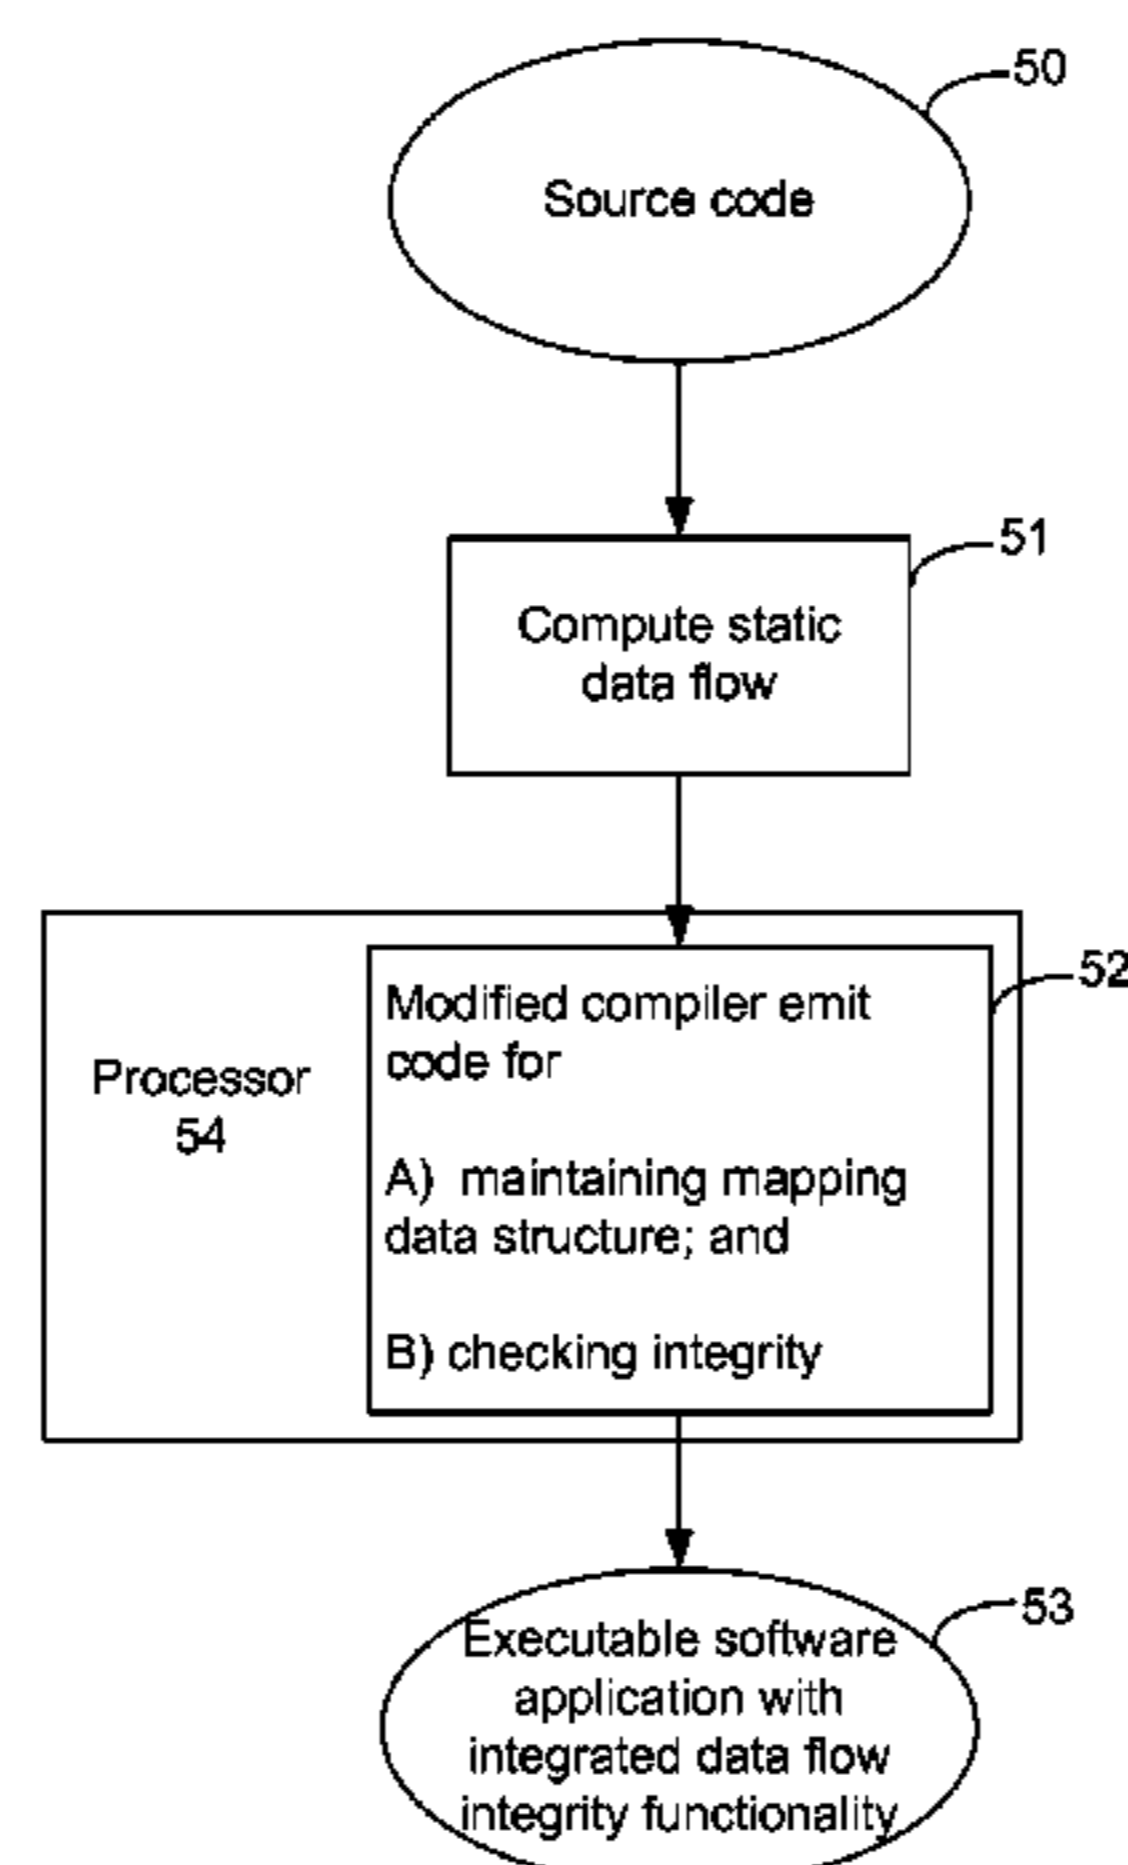 50
Source code
51
Compute static
data flow
52
Modified compiler emit
code for
Processor
54
A) maintaining mapping
data structure; and
B) checking integrity
53
Executable software
application with
integrated data flow
integrity functionality